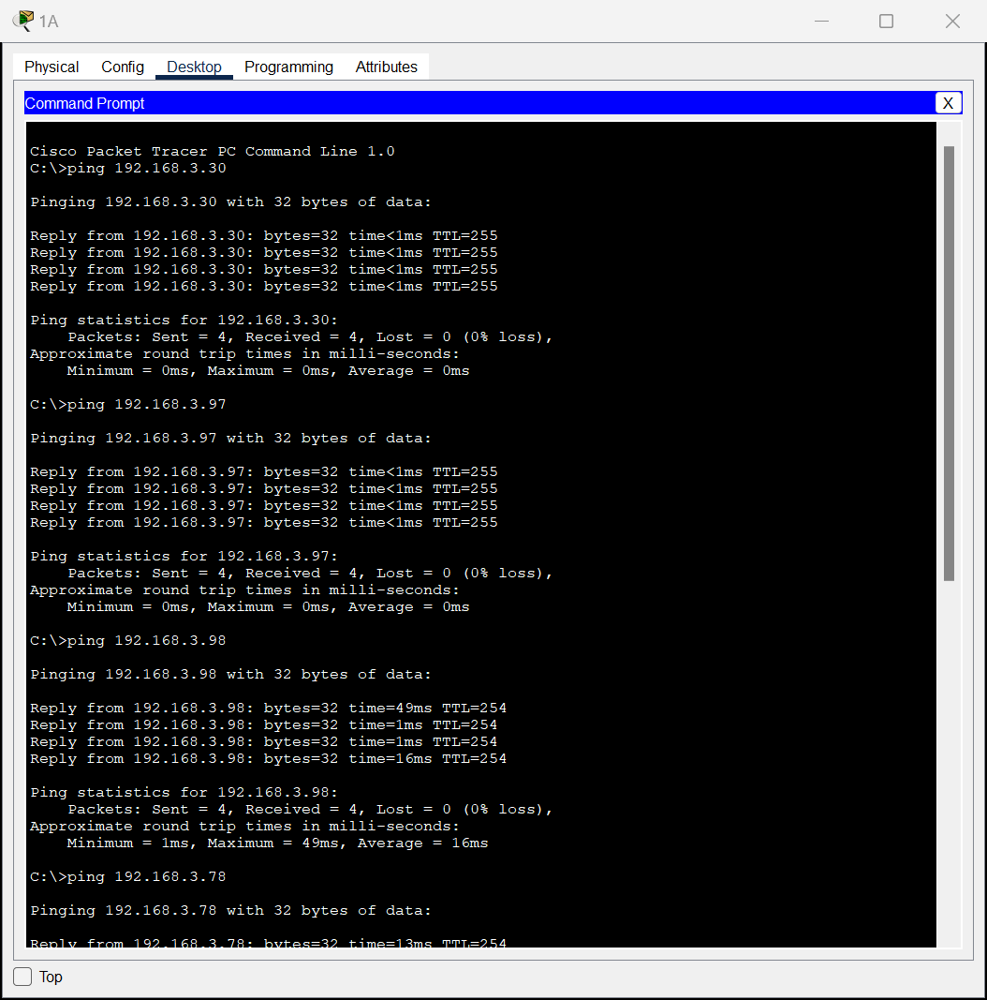 1A
Physical Config Desktop Programming Attributes
Command Prompt X
Cisco Packet Tracer PC Command Line 1.0
C:\>ping 192.168.3.30
Pinging 192.168.3.30 with 32 bytes of data:
Reply from 192.168.3.30: bytes=32 time<1ms TTL=255
Reply from 192.168.3.30: bytes=32 time<1ms TTL=255
Reply from 192.168.3.30: bytes=32 time<1ms TTL=255
Reply from 192.168.3.30: bytes=32 time<1ms TTL=255
Ping statistics for 192.168.3.30:
Packets: Sent = 4, Received = 4, Lost = 0 (0% loss),
Approximate round trip times in milli-seconds:
Minimum = 0ms, Maximum = 0ms, Average = 0ms
C:\>ping 192.168.3.97
Pinging 192.168.3.97 with 32 bytes of data:
Reply from 192.168.3.97: bytes=32 time<1ms TTL=255
Reply from 192.168.3.97: bytes=32 time<1ms TTL=255
Reply from 192.168.3.97: bytes=32 time<1ms TTL=255
Reply from 192.168.3.97: bytes=32 time<1ms TTL=255
Ping statistics for 192.168.3.97:
Packets: Sent = 4, Received = 4, Lost = 0 (0% loss),
Approximate round trip times in milli-seconds:
Minimum = 0ms, Maximum = 0ms, Average = 0ms
C:\>ping 192.168.3.98
Pinging 192.168.3.98 with 32 bytes of data:
Reply from 192.168.3.98: bytes=32 time=49ms TTL=254
Reply from 192.168.3.98: bytes=32 time=1ms TTL=254
Reply from 192.168.3.98: bytes=32 time=1ms TTL=254
Reply from 192.168.3.98: bytes=32 time=16ms TTL=254
Ping statistics for 192.168.3.98:
Packets: Sent = 4, Received = 4, Lost = 0 (0% loss),
Approximate round trip times in milli-seconds:
Minimum = 1ms, Maximum = 49ms, Average = 16ms
C:\>ping 192.168.3.78
Pinging 192.168.3.78 with 32 bytes of data:
Reply from 192.168.3.78: bytes=32 time=13ms TTL=254
Top